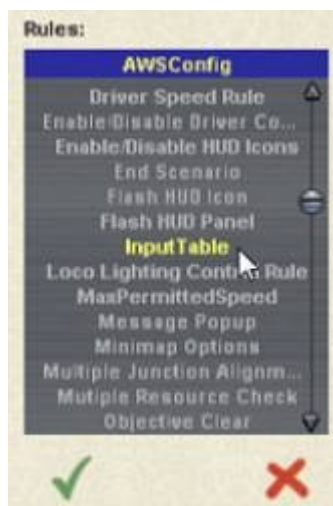 Rules:
AWSConfig
Driver Speed Rule
Enable/Disable Driver Co...
Enable/Disable HUD Icons
End Scenario
Flash HUD Icon
Flash HUD Panel
InputTable
Loco Lighting Control Rule
MaxPermittedSpeed
Message Popup
Minimap Options
Multiple Junction Alignm...
Mutiple Resource Check
Objective Clear